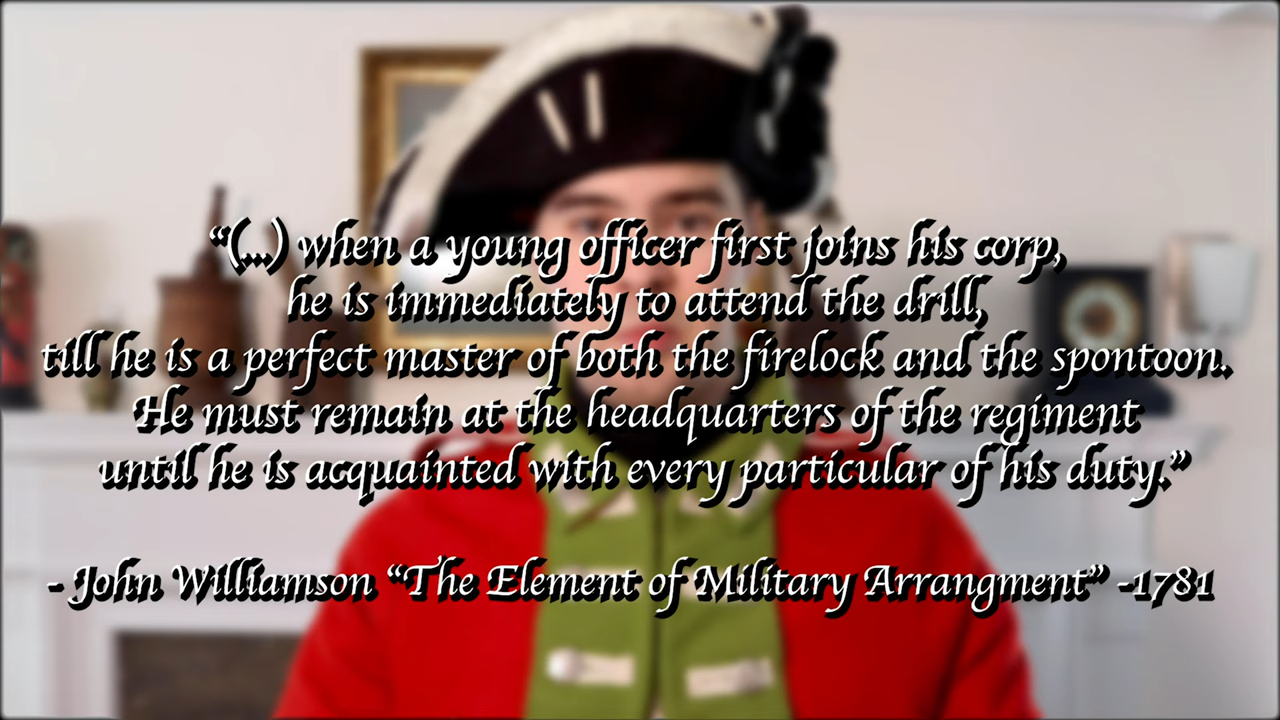 “(...) when a young officer first joins his corp,
he is immediately to attend the drill,
till he is a perfect master of both the firelock and the spontoon.
He must remain at the headquarters of the regiment
until he is acquainted with every particular of his duty.”
- John Williamson “The Element of Military Arrangment” -1781